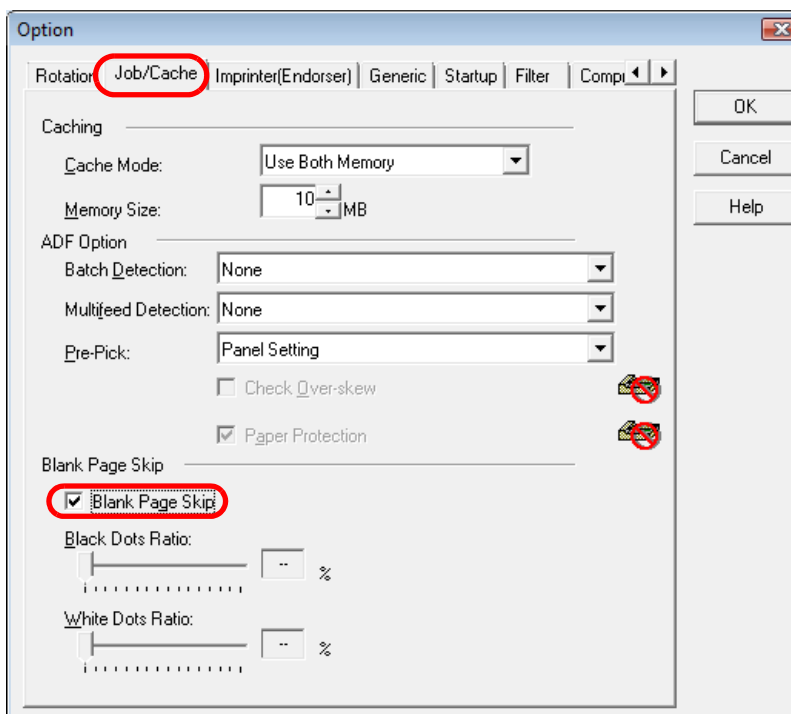 Option
Rotation Job/Cache Imprinter(Endorser) Generic Startup Filter
OK
Caching
Cancel
Cache Mode: Use Both Memory
Help
Memory Size: 10 MB
ADF Option
Batch Detection: None
Multifeed Detection: None
Pre-Pick: Panel Setting
Check Over-skew
Paper Protection
Blank Page Skip
Blank Page Skip
Black Dots Ratio:
-- %
White Dots Ratio:
-- %